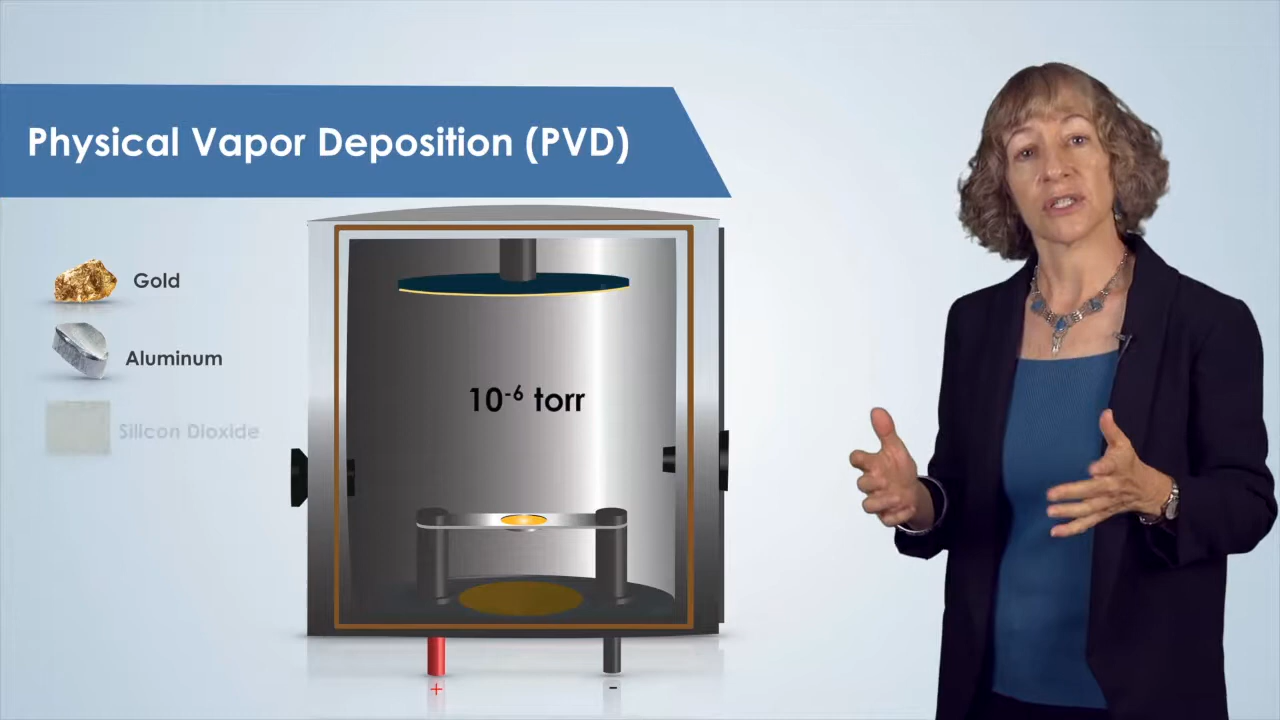 Physical Vapor Deposition (PVD)
Gold
Aluminum
Silicon Dioxide
10⁻⁶ torr
+ -